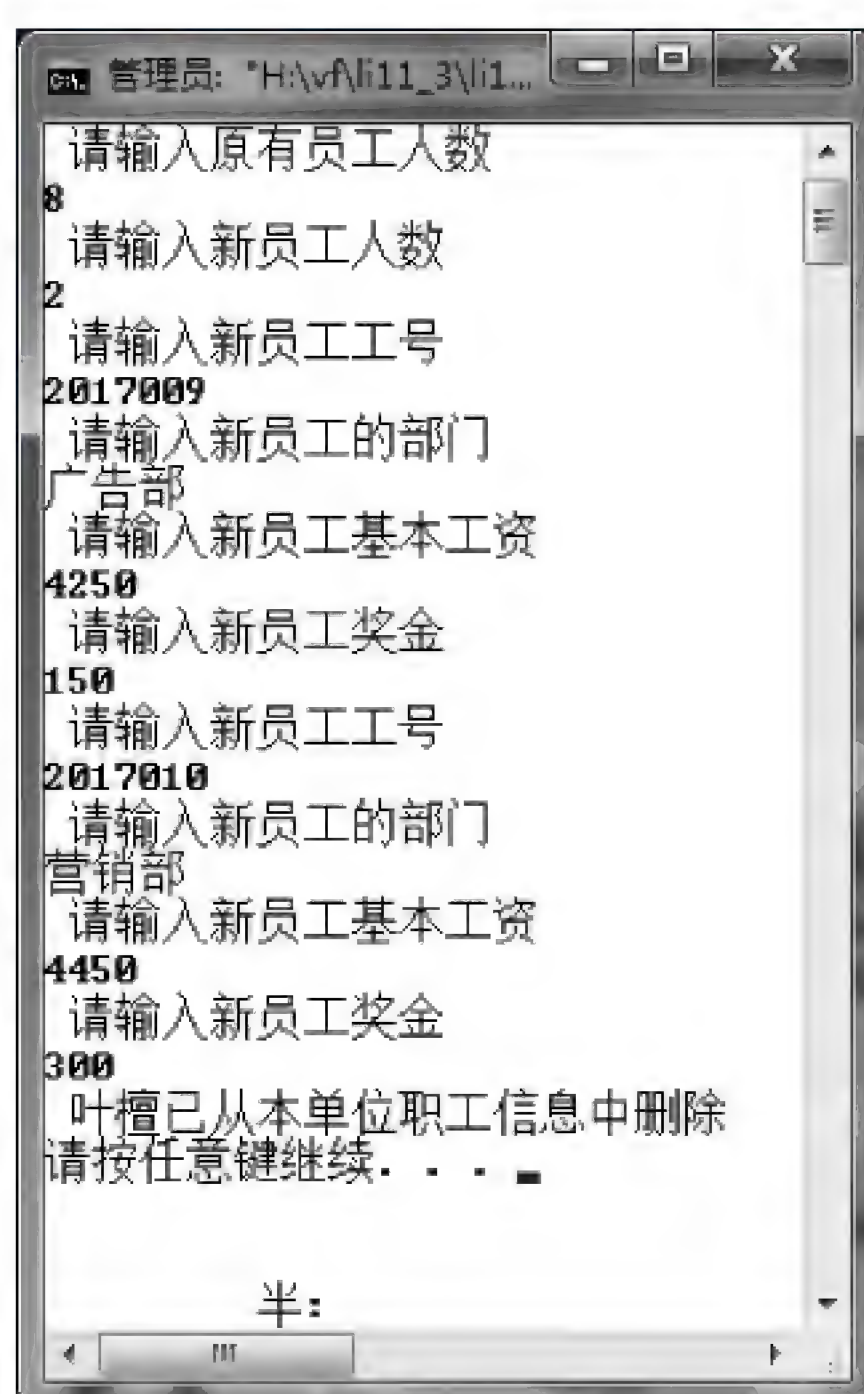 管理员: "H:\vf\li11_3\li1...
请输入原有员工人数
8
请输入新员工人数
2
请输入新员工工号
2017009
请输入新员工的部门
广告部
请输入新员工基本工资
4250
请输入新员工奖金
150
请输入新员工工号
2017010
请输入新员工的部门
营销部
请输入新员工基本工资
4450
请输入新员工奖金
300
叶檀已从本单位职工信息中删除
请按任意键继续. . .
半: